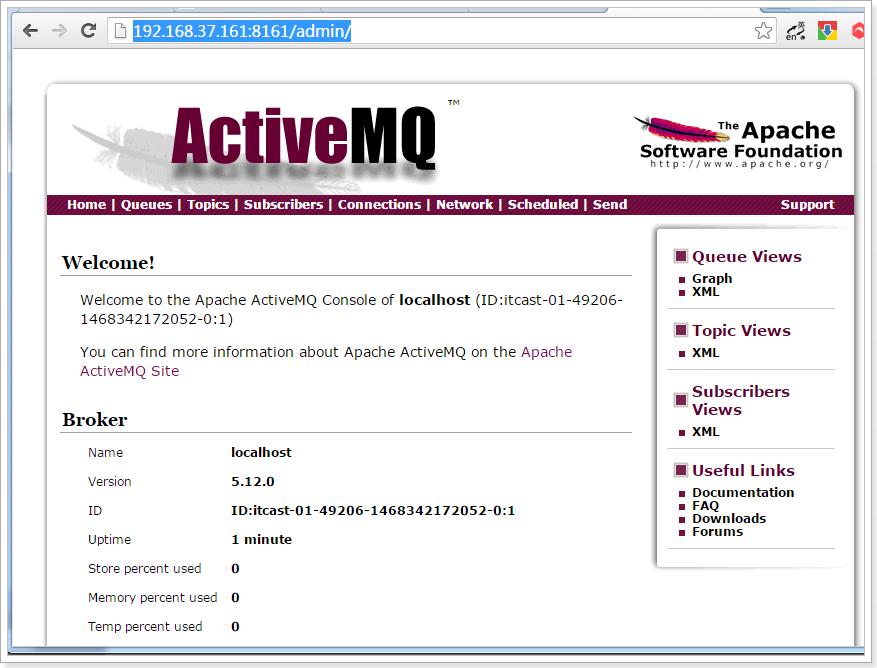 192.168.37.161:8161/admin/
英
en
ActiveMQ ™
The Apache
Software Foundation
http://www.apache.org/
Home | Queues | Topics | Subscribers | Connections | Network | Scheduled | Send
Support
Welcome!
Welcome to the Apache ActiveMQ Console of localhost (ID:itcast-01-49206-
1468342172052-0:1)
You can find more information about Apache ActiveMQ on the Apache
ActiveMQ Site
Broker
Name localhost
Version 5.12.0
ID ID:itcast-01-49206-1468342172052-0:1
Uptime 1 minute
Store percent used 0
Memory percent used 0
Temp percent used 0
Queue Views
Graph
XML
Topic Views
XML
Subscribers
Views
XML
Useful Links
Documentation
FAQ
Downloads
Forums